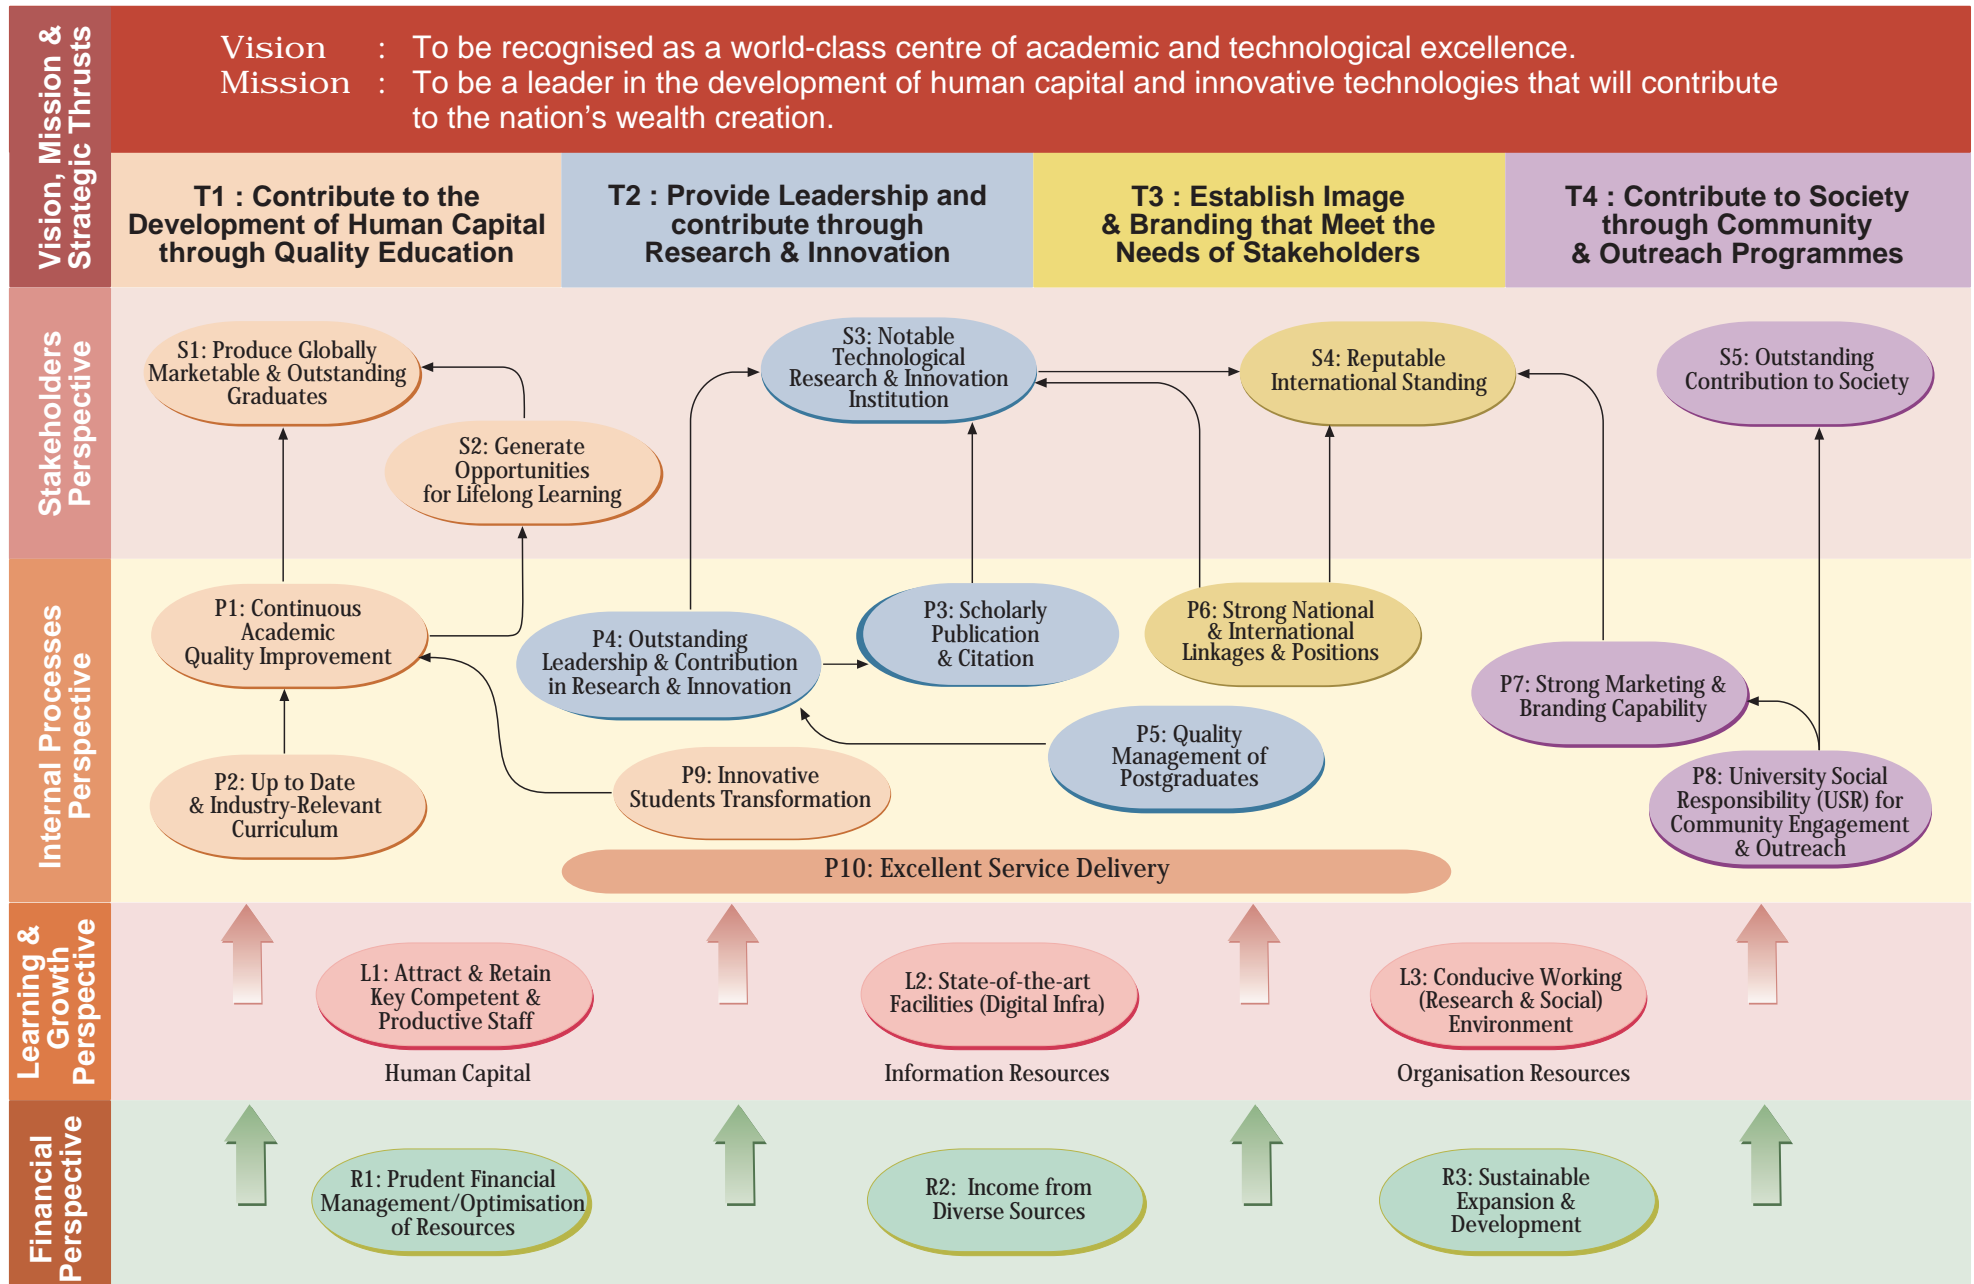 Vision, Mission &
Strategic Thrusts
Vision : To be recognised as a world-class centre of academic and technological excellence.
Mission : To be a leader in the development of human capital and innovative technologies that will contribute
to the nation’s wealth creation.
T1 : Contribute to the
Development of Human Capital
through Quality Education
T2 : Provide Leadership and
contribute through
Research & Innovation
T3 : Establish Image
& Branding that Meet the
Needs of Stakeholders
T4 : Contribute to Society
through Community
& Outreach Programmes
Stakeholders
Perspective
S1: Produce Globally
Marketable & Outstanding
Graduates
S2: Generate
Opportunities
for Lifelong Learning
S3: Notable
Technological
Research & Innovation
Institution
S4: Reputable
International Standing
S5: Outstanding
Contribution to Society
Internal Processes
Perspective
P1: Continuous
Academic
Quality Improvement
P4: Outstanding
Leadership & Contribution
in Research & Innovation
P3: Scholarly
Publication
& Citation
P6: Strong National
& International
Linkages & Positions
P7: Strong Marketing &
Branding Capability
P2: Up to Date
& Industry-Relevant
Curriculum
P9: Innovative
Students Transformation
P5: Quality
Management of
Postgraduates
P8: University Social
Responsibility (USR) for
Community Engagement
& Outreach
P10: Excellent Service Delivery
Learning &
Growth
Perspective
L1: Attract & Retain
Key Competent &
Productive Staff
Human Capital
L2: State-of-the-art
Facilities (Digital Infra)
Information Resources
L3: Conducive Working
(Research & Social)
Environment
Organisation Resources
Financial
Perspective
R1: Prudent Financial
Management/Optimisation
of Resources
R2: Income from
Diverse Sources
R3: Sustainable
Expansion &
Development